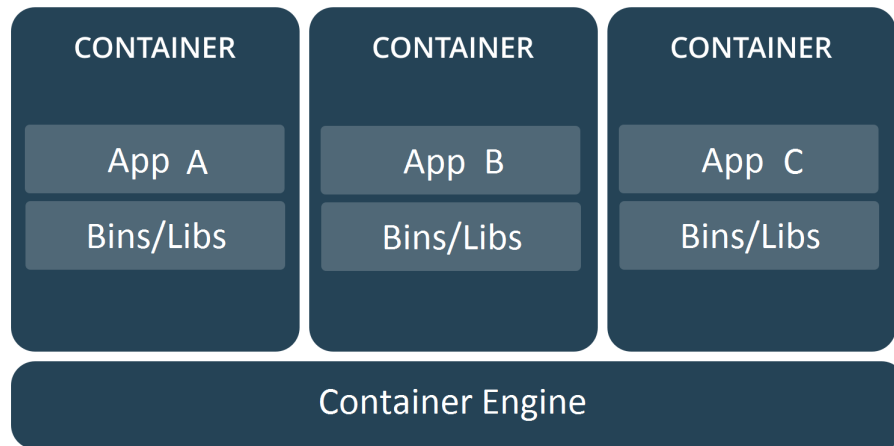 CONTAINER
App A
Bins/Libs
CONTAINER
App B
Bins/Libs
CONTAINER
App C
Bins/Libs
Container Engine